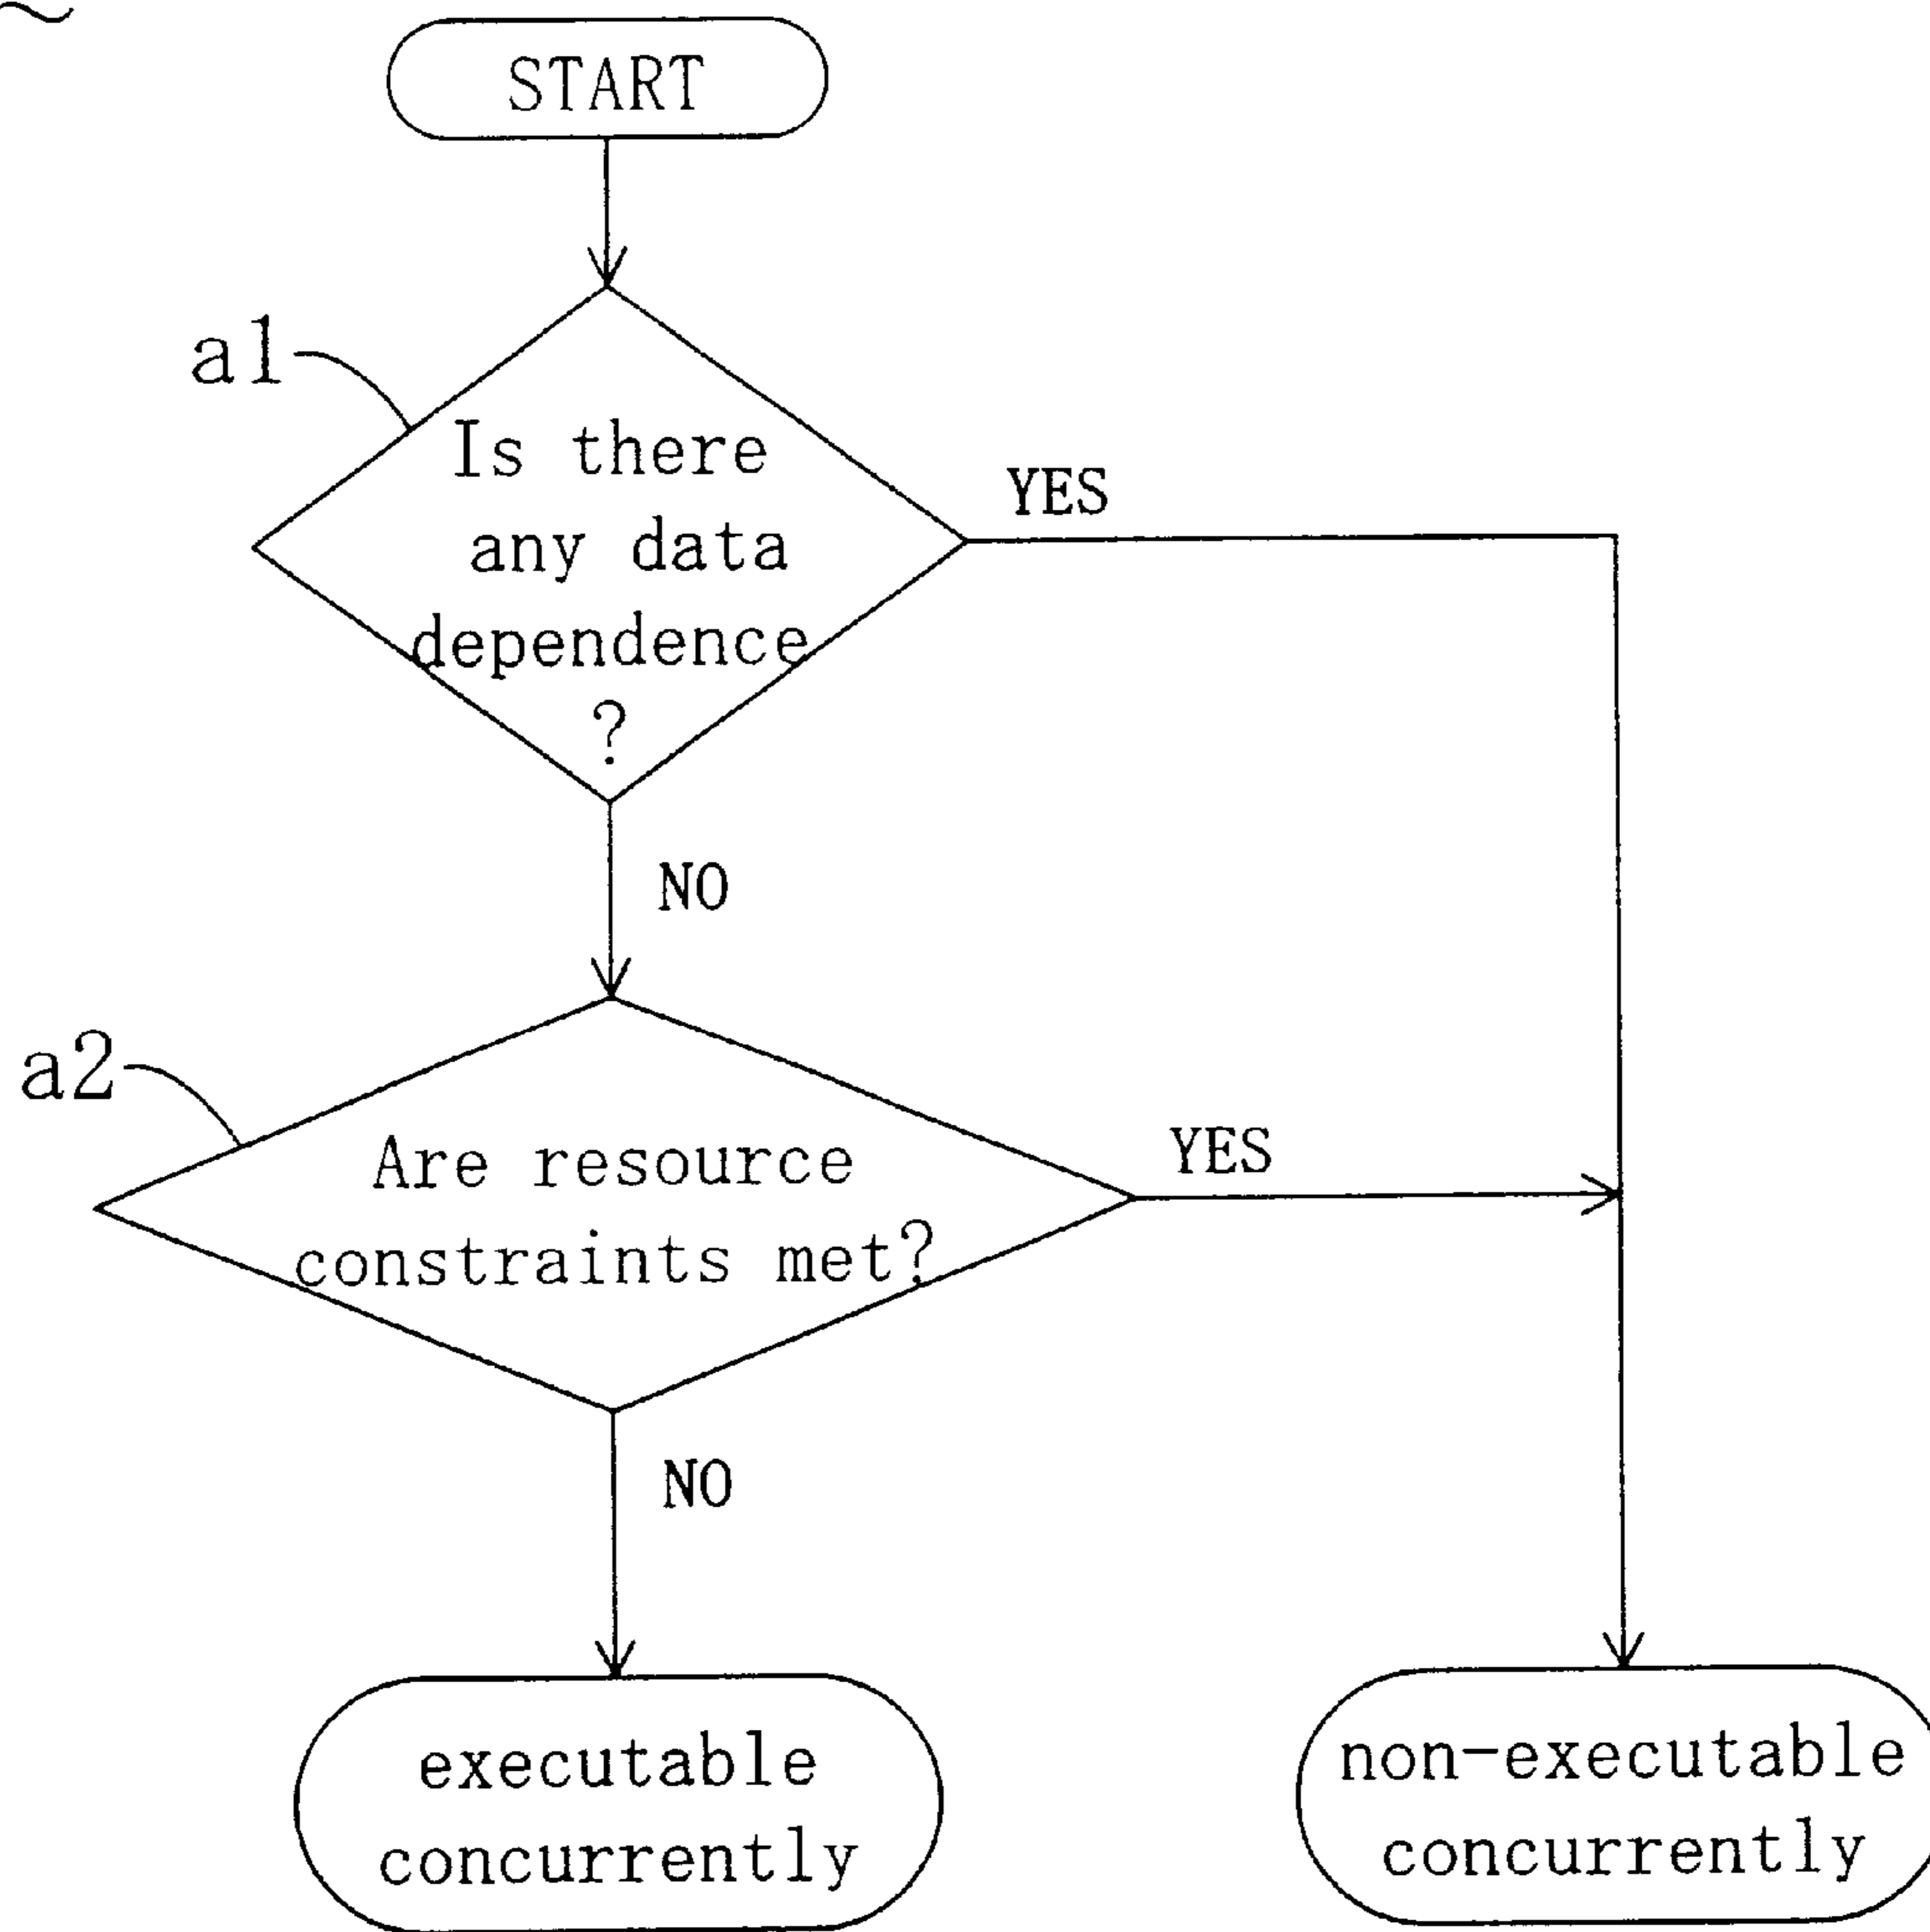 START
a1
Is there
any data
dependence
?
YES
NO
a2
Are resource
constraints met?
YES
NO
executable
concurrently
non-executable
concurrently